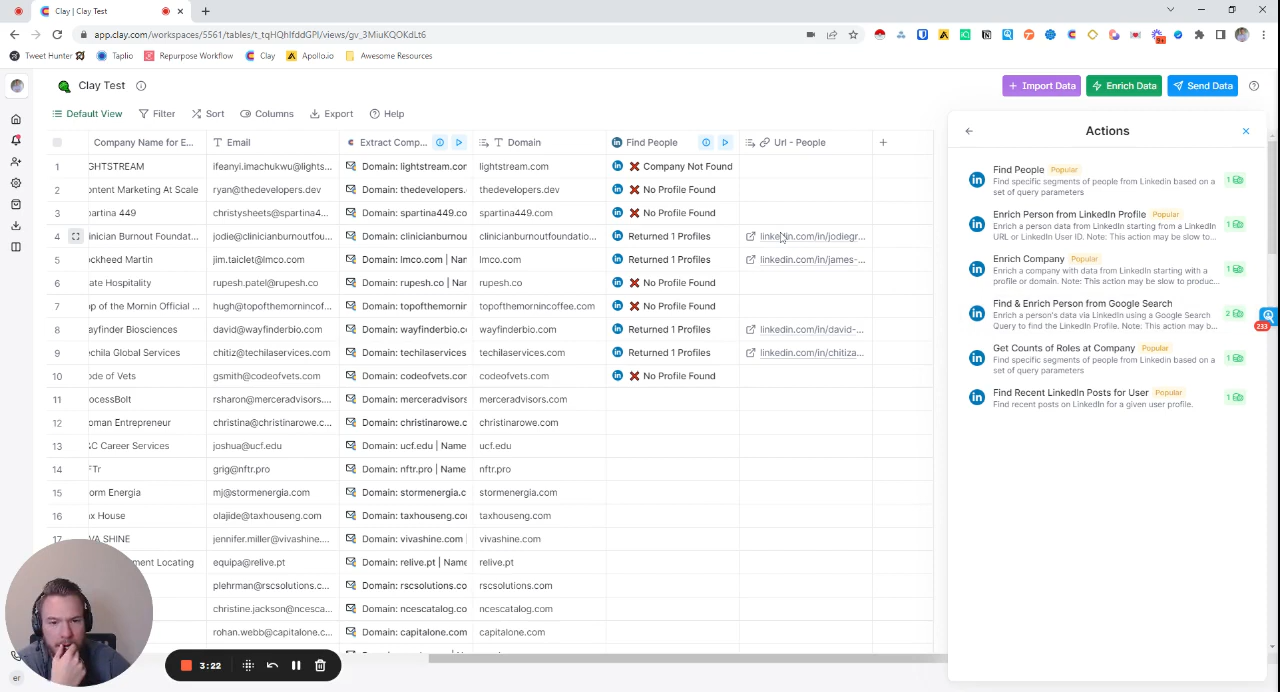 Clay | Clay Test
app.clay.com/workspaces/5561/tables/t_tqHQhIfddGPI/views/gv_3MiuKQOKdLt6
Tweet Hunter
Taplio
Repurpose Workflow
Clay
Apollo.io
Awesome Resources
Clay Test
Import Data
Enrich Data
Send Data
Default View
Filter
Sort
Columns
Export
Help
Company Name for E...
Email
Extract Comp...
Domain
Find People
Url - People
1 GHTSTREAM ifeanyi.imachukwu@lights... Domain: lightstream.com lightstream.com Company Not Found
2 ontent Marketing At Scale ryan@thedevelopers.dev Domain: thedevelopers. thedevelopers.dev No Profile Found
3 partina 449 christysheets@spartina4... Domain: spartina449.co spartina449.com No Profile Found
4 linician Burnout Foundat... jodie@clinicianburnoutfou... Domain: clinicianburnou clinicianburnoutfoundatio... Returned 1 Profiles linkedin.com/in/jodiegr...
5 ockheed Martin jim.taiclet@lmco.com Domain: lmco.com | Nan lmco.com Returned 1 Profiles linkedin.com/in/james-...
6 ate Hospitality rupesh.patel@rupesh.co Domain: rupesh.co | Nam rupesh.co No Profile Found
7 op of the Mornin Official ... hugh@topofthemornincof... Domain: topofthemornin topofthemornincoffee.com No Profile Found
8 ayfinder Biosciences david@wayfinderbio.com Domain: wayfinderbio.co wayfinderbio.com Returned 1 Profiles linkedin.com/in/david-...
9 echila Global Services chitiz@techilaservices.com Domain: techilaservices techilaservices.com Returned 1 Profiles linkedin.com/in/chitiza...
10 ode of Vets gsmith@codeofvets.com Domain: codeofvets.com codeofvets.com No Profile Found
11 ocessBolt rsharon@merceradvisors.... Domain: merceradvisors. merceradvisors.com
12 oman Entrepreneur christina@christinarowe.c... Domain: christinarowe.c christinarowe.com
13 &C Career Services joshua@ucf.edu Domain: ucf.edu | Name ucf.edu
14 FTr grig@nftr.pro Domain: nftr.pro | Name nftr.pro
15 orm Energia mj@stormenergia.com Domain: stormenergia.c stormenergia.com
16 ax House olajide@taxhouseng.com Domain: taxhouseng.com taxhouseng.com
17 VA SHINE jennifer.miller@vivashine.... Domain: vivashine.com | vivashine.com
ement Locating equipa@relive.pt Domain: relive.pt | Name relive.pt
plehrman@rscsolutions.c... Domain: rscsolutions.co rscsolutions.com
christine.jackson@ncesca... Domain: ncescatalog.co ncescatalog.com
rohan.webb@capitalone.c... Domain: capitalone.com capitalone.com
Actions
Find People Popular
Find specific segments of people from Linkedin based on a
set of query parameters
1
Enrich Person from LinkedIn Profile Popular
Enrich a person with data from LinkedIn starting from a LinkedIn
URL or LinkedIn User ID. Note: This action may be slow to...
1
Enrich Company Popular
Enrich a company with data from LinkedIn starting with a
profile or domain. Note: This action may be slow to produc...
1
Find & Enrich Person from Google Search
Enrich a person's data via LinkedIn using a Google Search
Query to find the LinkedIn Profile. Note: This action may b...
2
Get Counts of Roles at Company Popular
Find specific segments of people from Linkedin based on a
set of query parameters
1
Find Recent LinkedIn Posts for User Popular
Find recent posts on LinkedIn for a given user profile.
1
233
3:22
er